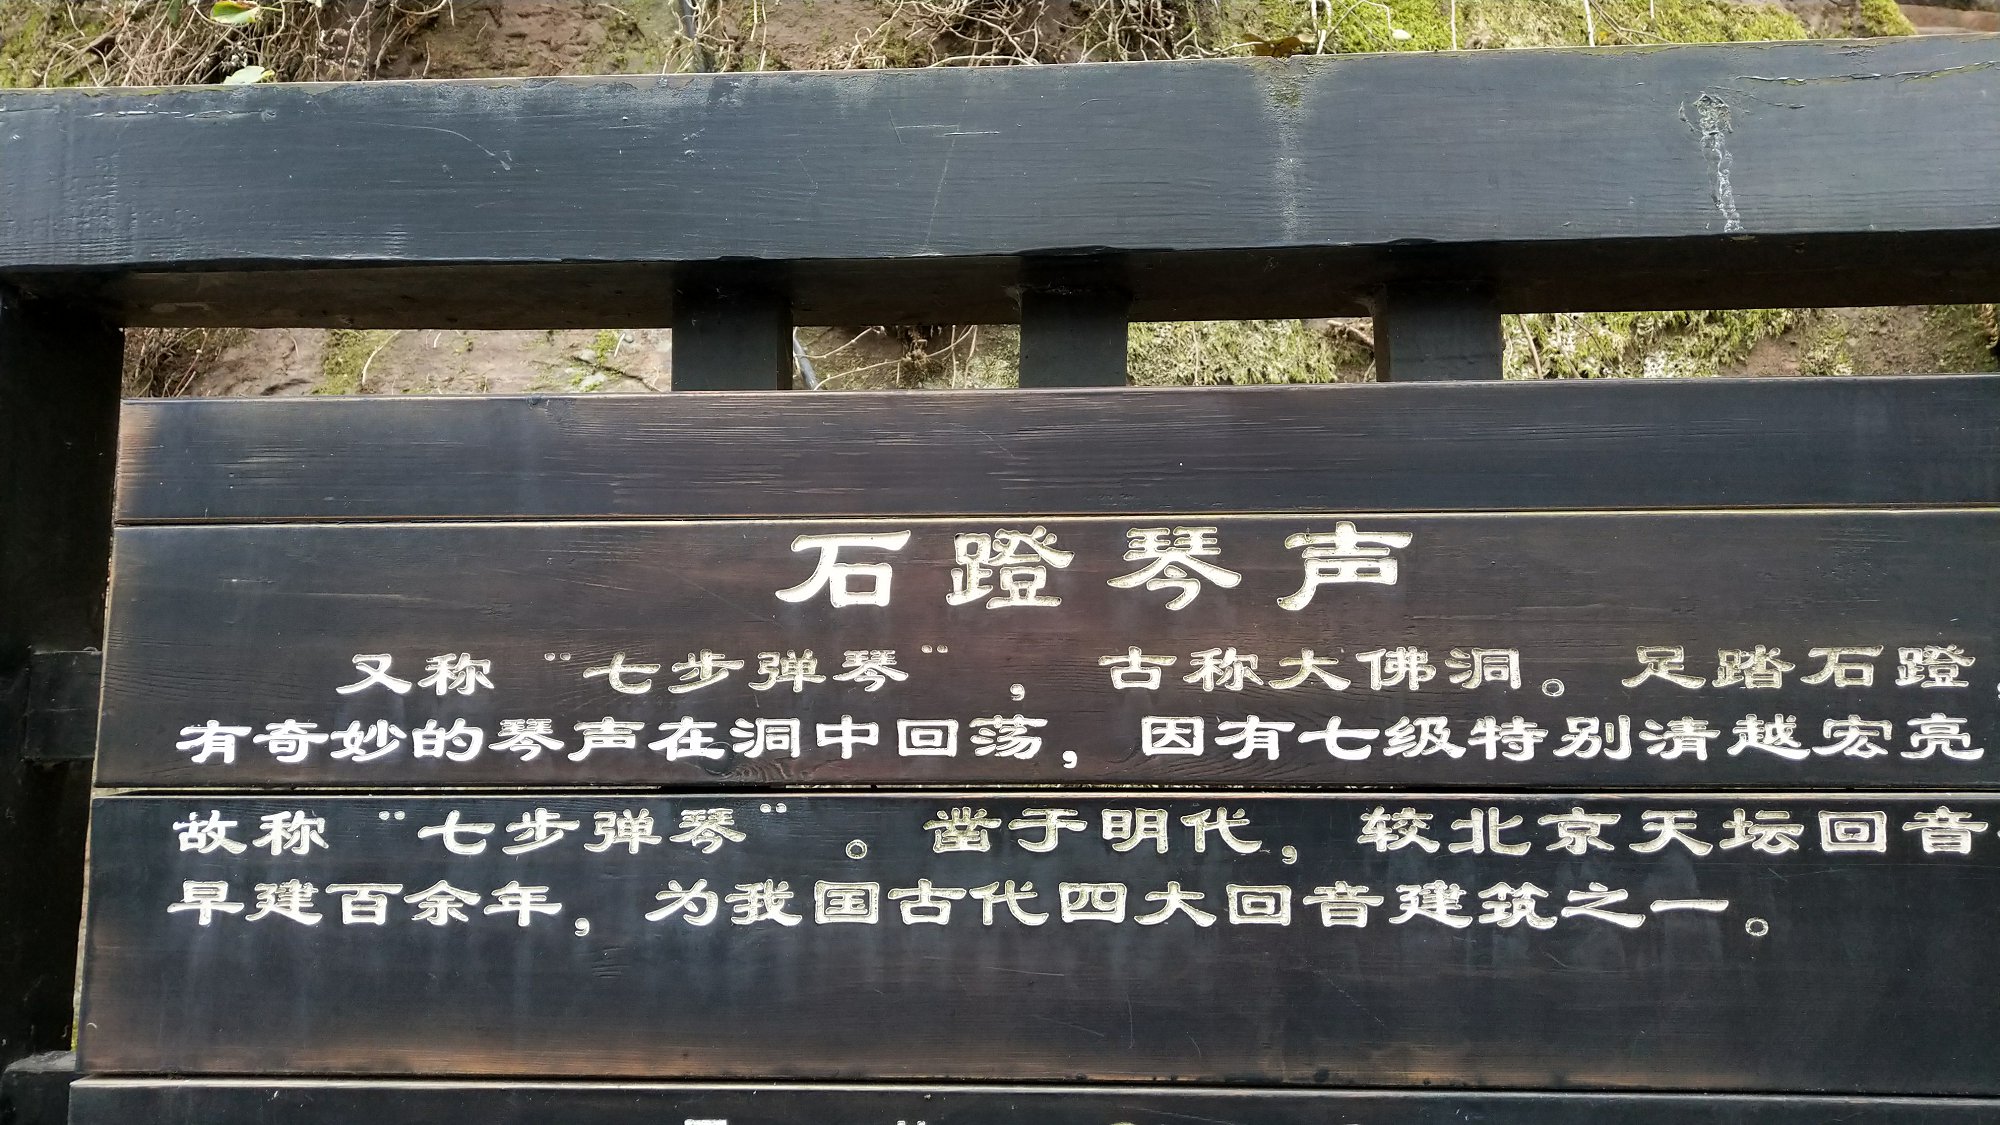 石蹬琴声
又称“七步弹琴”，古称大佛洞。足踏石蹬，
有奇妙的琴声在洞中回荡，因有七级特别清越宏亮
故称“七步弹琴”。凿于明代，较北京天坛回音
早建百余年，为我国古代四大回音建筑之一。